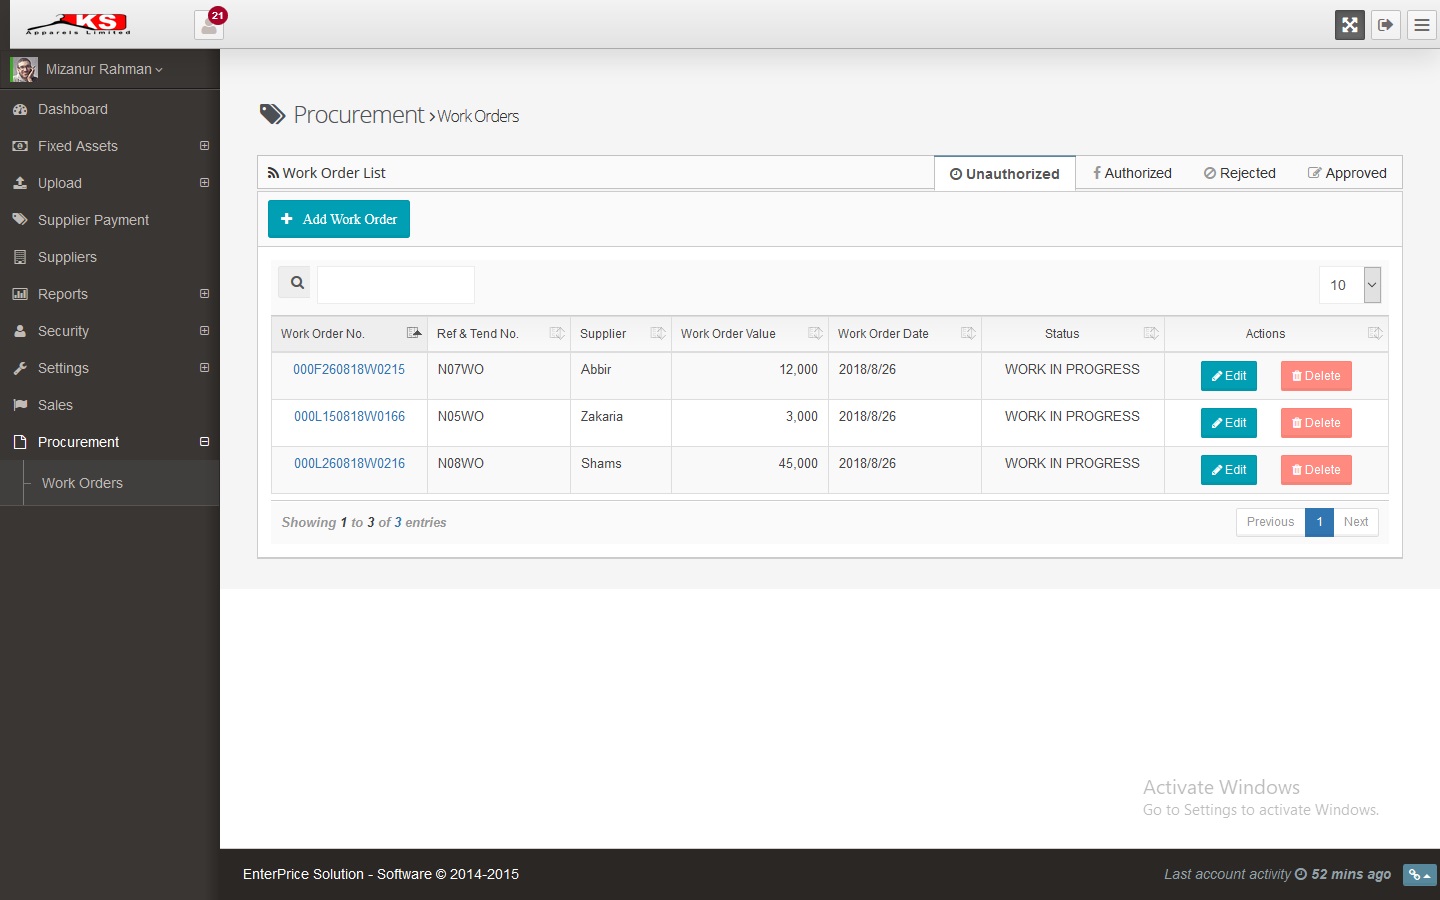 KS
Apparels Limited
21
Mizanur Rahman
Dashboard
Fixed Assets
Upload
Supplier Payment
Suppliers
Reports
Security
Settings
Sales
Procurement
Work Orders
Procurement › Work Orders
Work Order List
Unauthorized
Authorized
Rejected
Approved
Add Work Order
10
Work Order No. Ref & Tend No. Supplier Work Order Value Work Order Date Status Actions
000F260818W0215 N07WO Abbir 12,000 2018/8/26 WORK IN PROGRESS Edit Delete
000L150818W0166 N05WO Zakaria 3,000 2018/8/26 WORK IN PROGRESS Edit Delete
000L260818W0216 N08WO Shams 45,000 2018/8/26 WORK IN PROGRESS Edit Delete
Showing 1 to 3 of 3 entries
Previous 1 Next
Activate Windows
Go to Settings to activate Windows.
EnterPrice Solution - Software © 2014-2015
Last account activity 52 mins ago